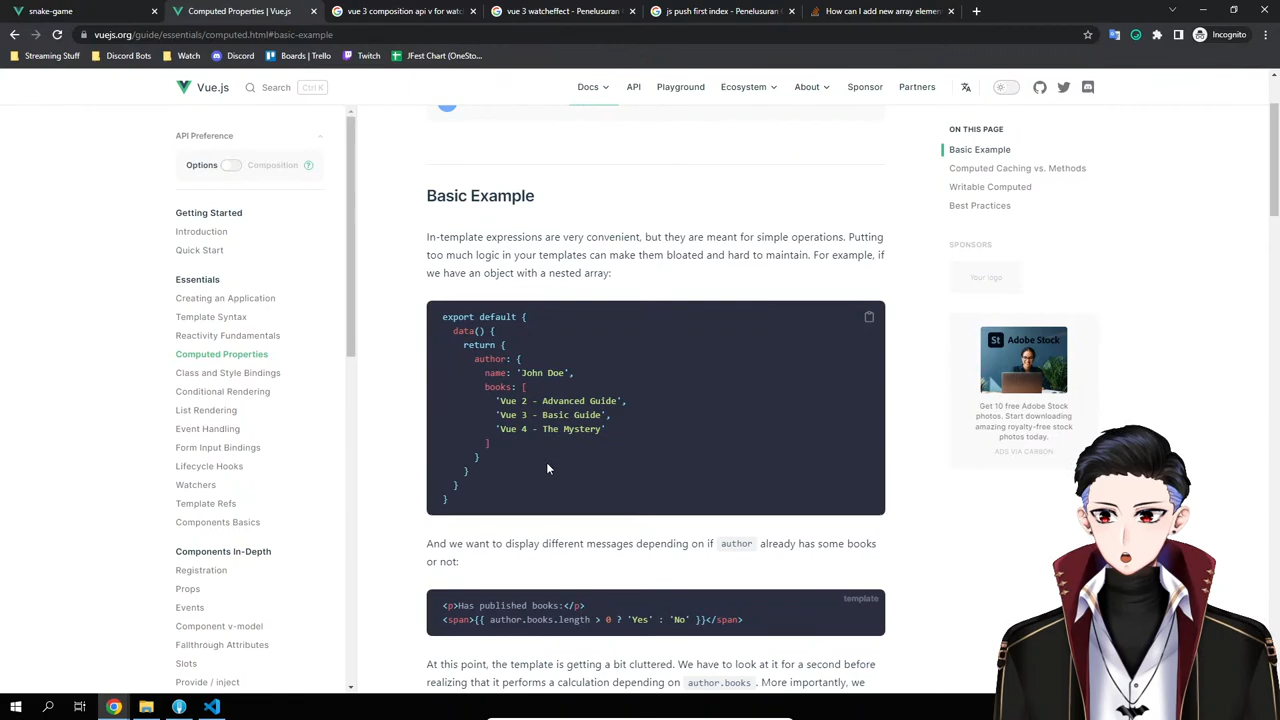 snake-game
Computed Properties | Vue.js
vue 3 composition api v for wat
vue 3 watcheffect - Penelusuran
js push first index - Penelusuran
How can I add new array elemen
vuejs.org/guide/essentials/computed.html#basic-example
Incognito
Streaming Stuff
Discord Bots
Watch
Discord
Boards | Trello
Twitch
JFest Chart (OneSto...
Vue.js
Search
Ctrl K
Docs
API
Playground
Ecosystem
About
Sponsor
Partners
API Preference
Options
Composition
?
Getting Started
Introduction
Quick Start
Essentials
Creating an Application
Template Syntax
Reactivity Fundamentals
Computed Properties
Class and Style Bindings
Conditional Rendering
List Rendering
Event Handling
Form Input Bindings
Lifecycle Hooks
Watchers
Template Refs
Components Basics
Components In-Depth
Registration
Props
Events
Component v-model
Fallthrough Attributes
Slots
Provide / inject
Basic Example
In-template expressions are very convenient, but they are meant for simple operations. Putting
too much logic in your templates can make them bloated and hard to maintain. For example, if
we have an object with a nested array:
export default {
data() {
return {
author: {
name: 'John Doe',
books: [
'Vue 2 - Advanced Guide',
'Vue 3 - Basic Guide',
'Vue 4 - The Mystery'
]
}
}
}
}
And we want to display different messages depending on if author already has some books
or not:
template
<p>Has published books:</p>
<span>{{ author.books.length > 0 ? 'Yes' : 'No' }}</span>
At this point, the template is getting a bit cluttered. We have to look at it for a second before
realizing that it performs a calculation depending on author.books. More importantly, we
ON THIS PAGE
Basic Example
Computed Caching vs. Methods
Writable Computed
Best Practices
SPONSORS
Your logo
St Adobe Stock
Get 10 free Adobe Stock
photos. Start downloading
amazing royalty-free stock
photos today.
ADS VIA CARBON